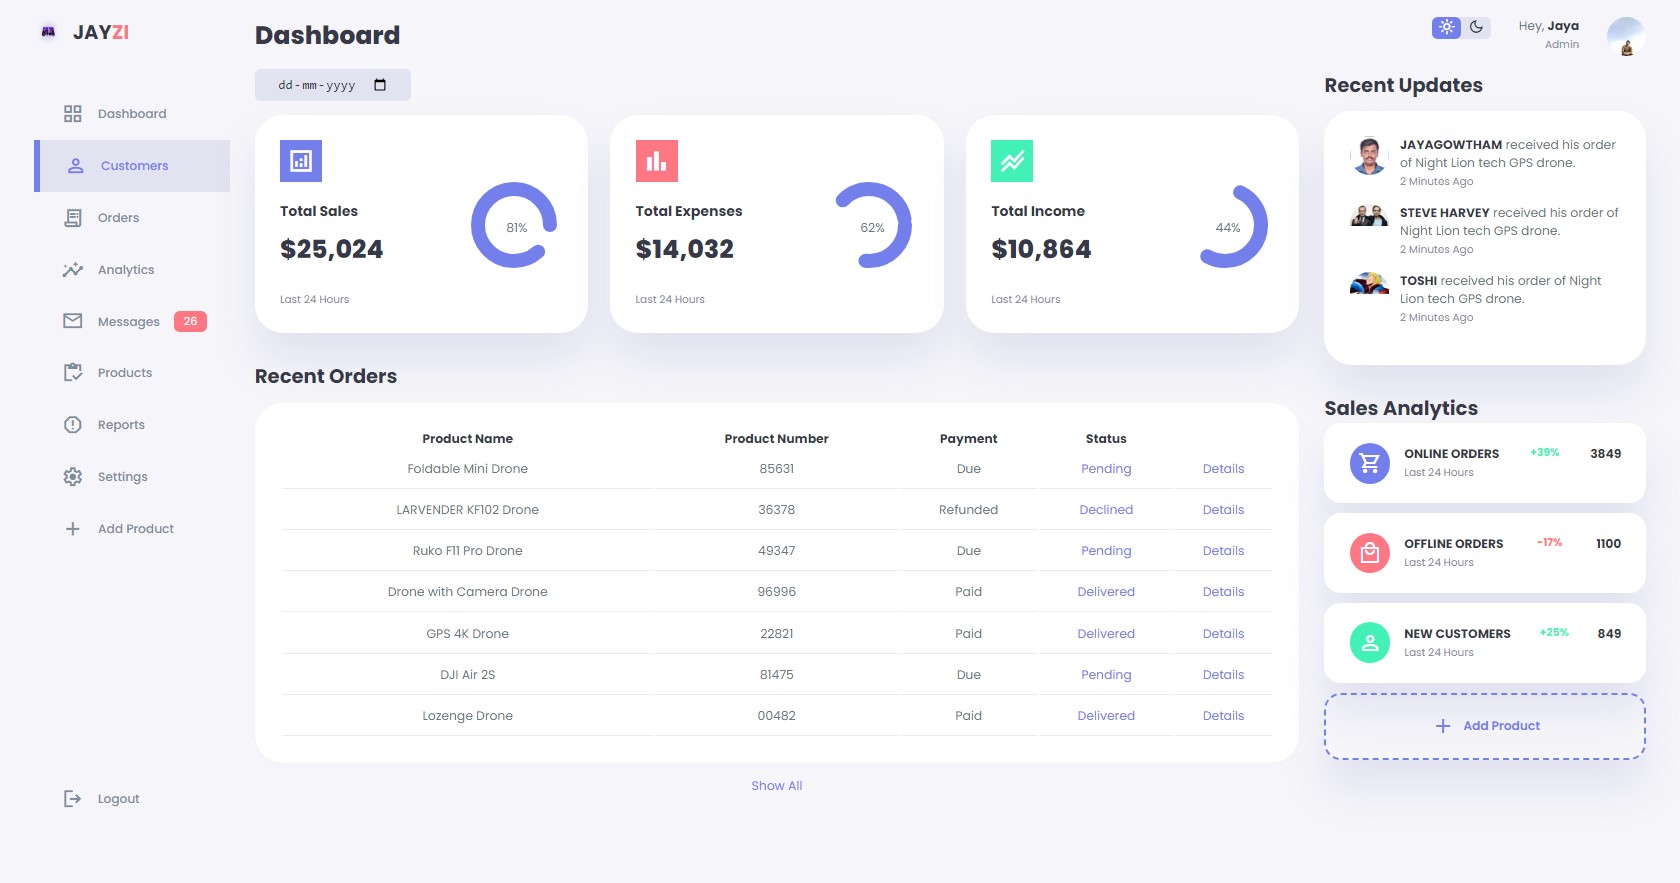 JAYZI
Dashboard
Customers
Orders
Analytics
Messages 26
Products
Reports
Settings
Add Product
Logout
Dashboard
dd-mm-yyyy
Total Sales
$25,024
81%
Last 24 Hours
Total Expenses
$14,032
62%
Last 24 Hours
Total Income
$10,864
44%
Last 24 Hours
Recent Orders
Product Name Product Number Payment Status
Foldable Mini Drone 85631 Due Pending Details
LARVENDER KF102 Drone 36378 Refunded Declined Details
Ruko F11 Pro Drone 49347 Due Pending Details
Drone with Camera Drone 96996 Paid Delivered Details
GPS 4K Drone 22821 Paid Delivered Details
DJI Air 2S 81475 Due Pending Details
Lozenge Drone 00482 Paid Delivered Details
Show All
Hey, Jaya
Admin
Recent Updates
JAYAGOWTHAM received his order
of Night Lion tech GPS drone.
2 Minutes Ago
STEVE HARVEY received his order of
Night Lion tech GPS drone.
2 Minutes Ago
TOSHI received his order of Night
Lion tech GPS drone.
2 Minutes Ago
Sales Analytics
ONLINE ORDERS +39% 3849
Last 24 Hours
OFFLINE ORDERS -17% 1100
Last 24 Hours
NEW CUSTOMERS +25% 849
Last 24 Hours
Add Product